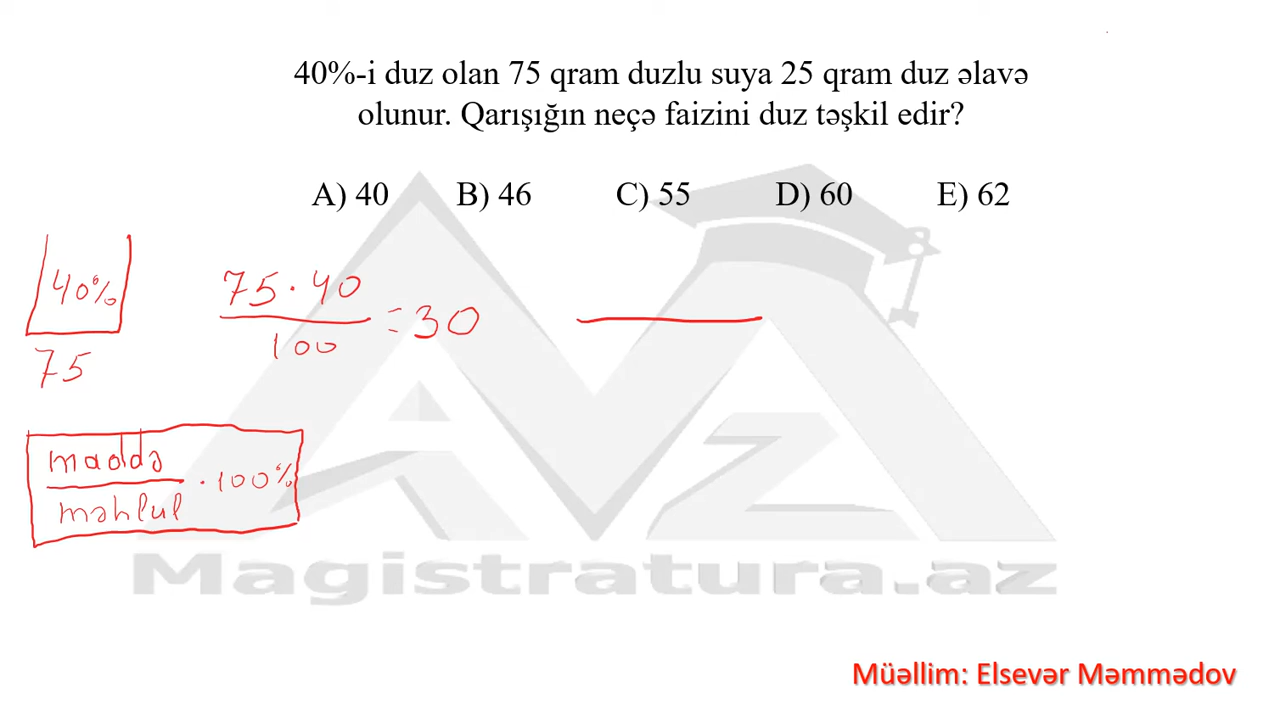 40%-i duz olan 75 qram duzlu suya 25 qram duz əlavə
olunur. Qarışığın neçə faizini duz təşkil edir?
A) 40 B) 46 C) 55 D) 60 E) 62
40%
75
75 · 40
100
= 30
maddə
məhlul
· 100%
Magistratura.az
Müəllim: Elsevər Məmmədov